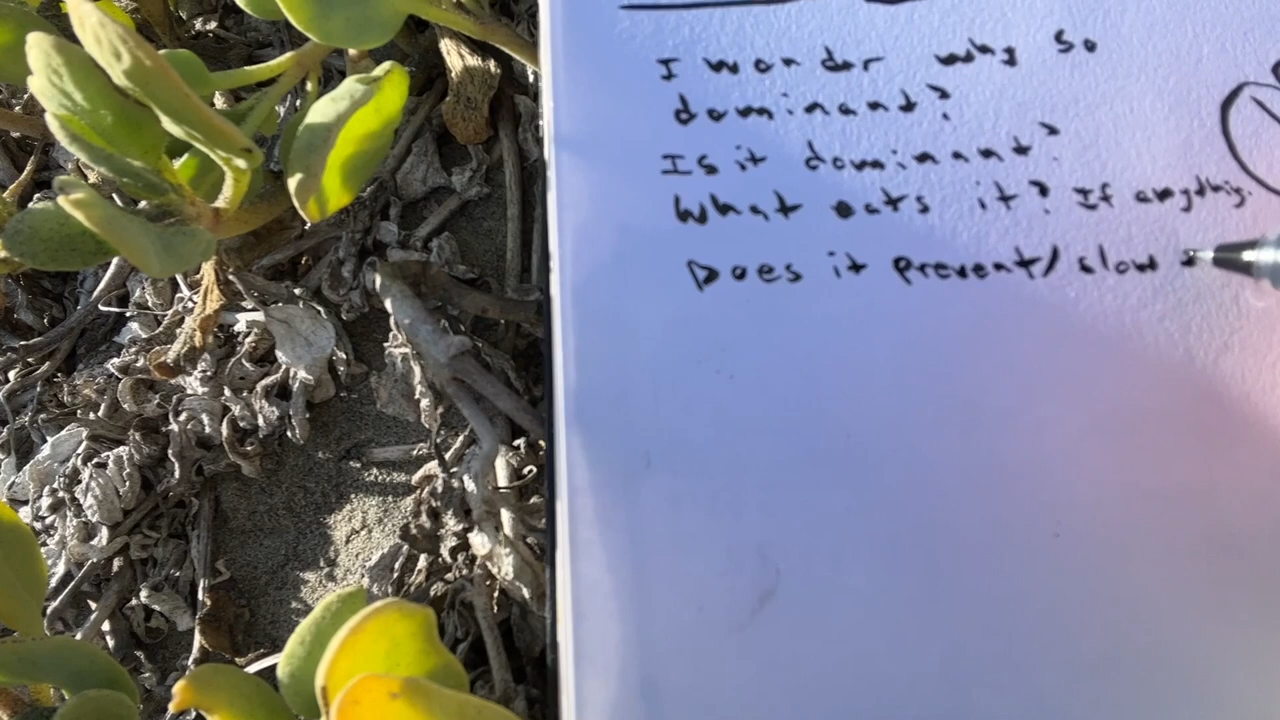 I wonder why so
dominant?
Is it dominant?
What eats it? If anything.
Does it prevent/slow